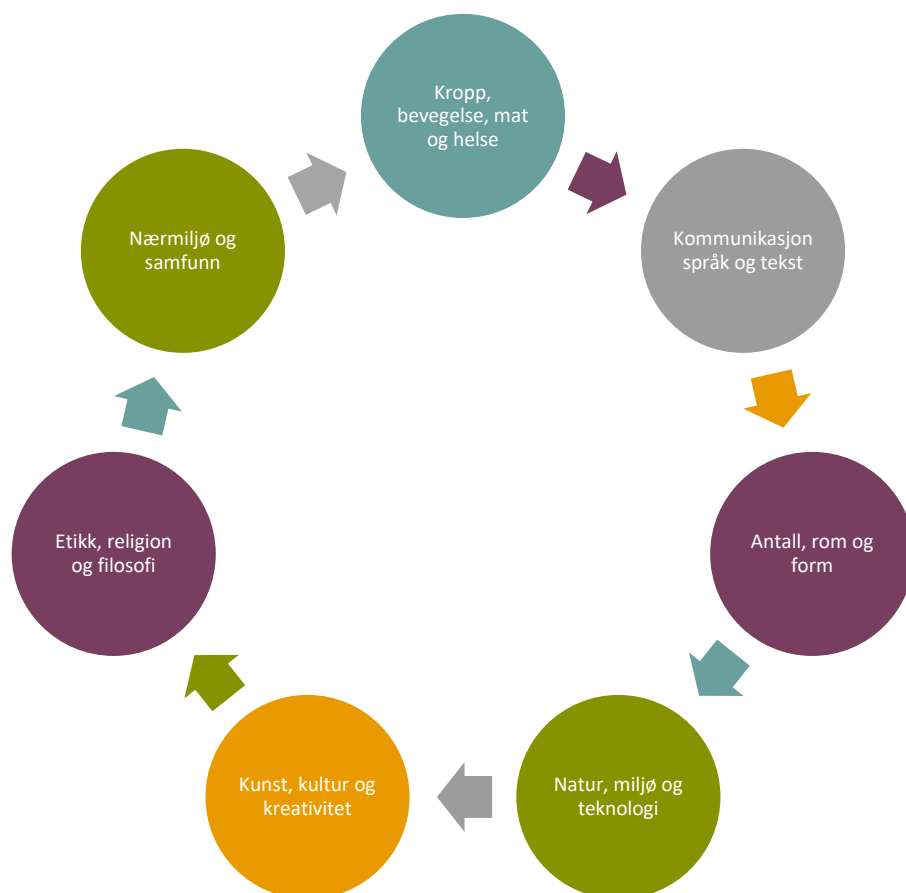 Kropp,
bevegelse, mat
og helse
Kommunikasjon
språk og tekst
Antall, rom og
form
Natur, miljø og
teknologi
Kunst, kultur og
kreativitet
Etikk, religion
og filosofi
Nærmiljø og
samfunn